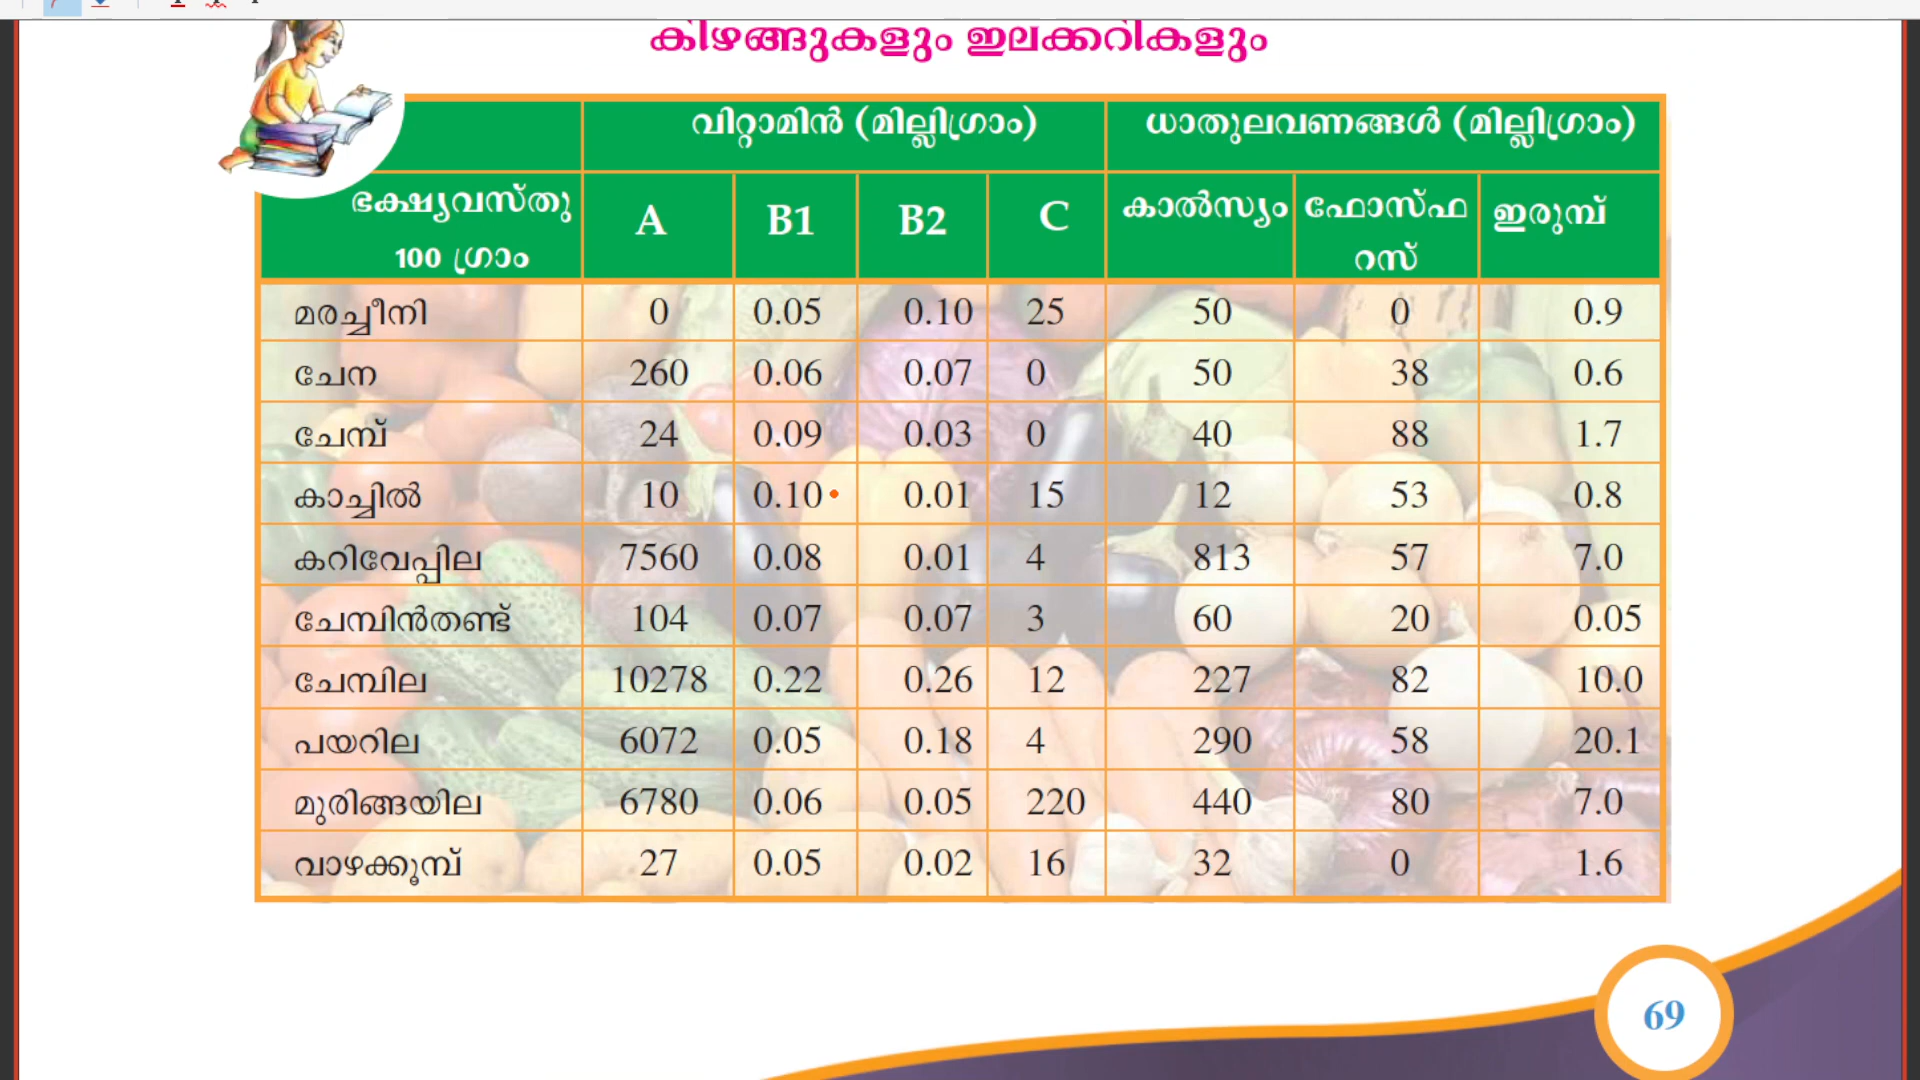 കിഴങ്ങുകളും ഇലക്കറികളും
വിറ്റാമിൻ (മില്ലിഗ്രാം) ധാതുലവണങ്ങൾ (മില്ലിഗ്രാം)
ഭക്ഷ്യവസ്തു 100 ഗ്രാം A B1 B2 C കാൽസ്യം ഫോസ്ഫറസ് ഇരുമ്പ്
മരച്ചീനി 0 0.05 0.10 25 50 0 0.9
ചേന 260 0.06 0.07 0 50 38 0.6
ചേമ്പ് 24 0.09 0.03 0 40 88 1.7
കാച്ചിൽ 10 0.10 0.01 15 12 53 0.8
കറിവേപ്പില 7560 0.08 0.01 4 813 57 7.0
ചേമ്പിൻതണ്ട് 104 0.07 0.07 3 60 20 0.05
ചേമ്പില 10278 0.22 0.26 12 227 82 10.0
പയറില 6072 0.05 0.18 4 290 58 20.1
മുരിങ്ങയില 6780 0.06 0.05 220 440 80 7.0
വാഴക്കൂമ്പ് 27 0.05 0.02 16 32 0 1.6
69